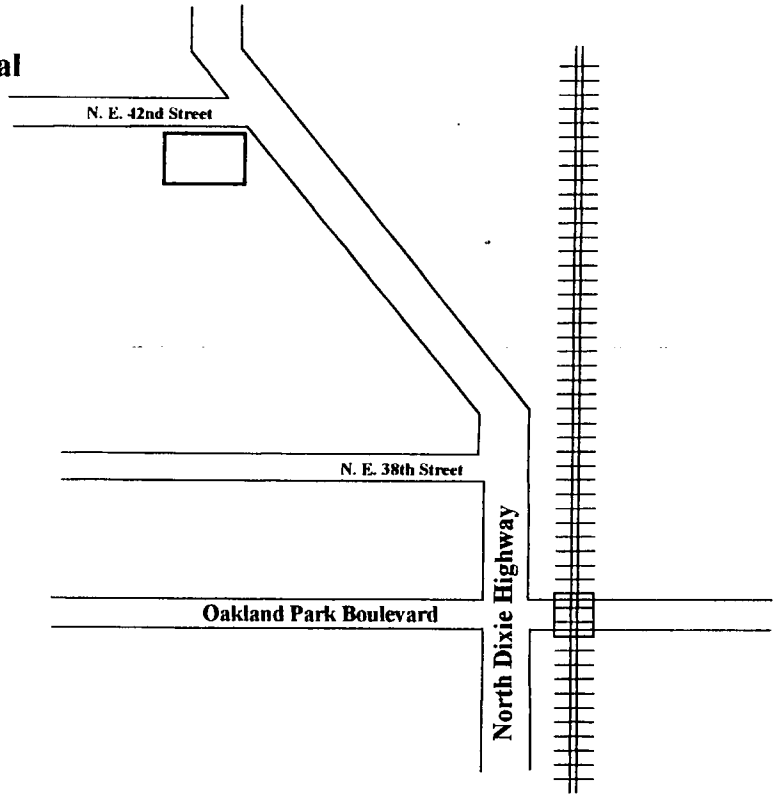 al
N. E. 42nd Street
N. E. 38th Street
Oakland Park Boulevard
North Dixie Highway